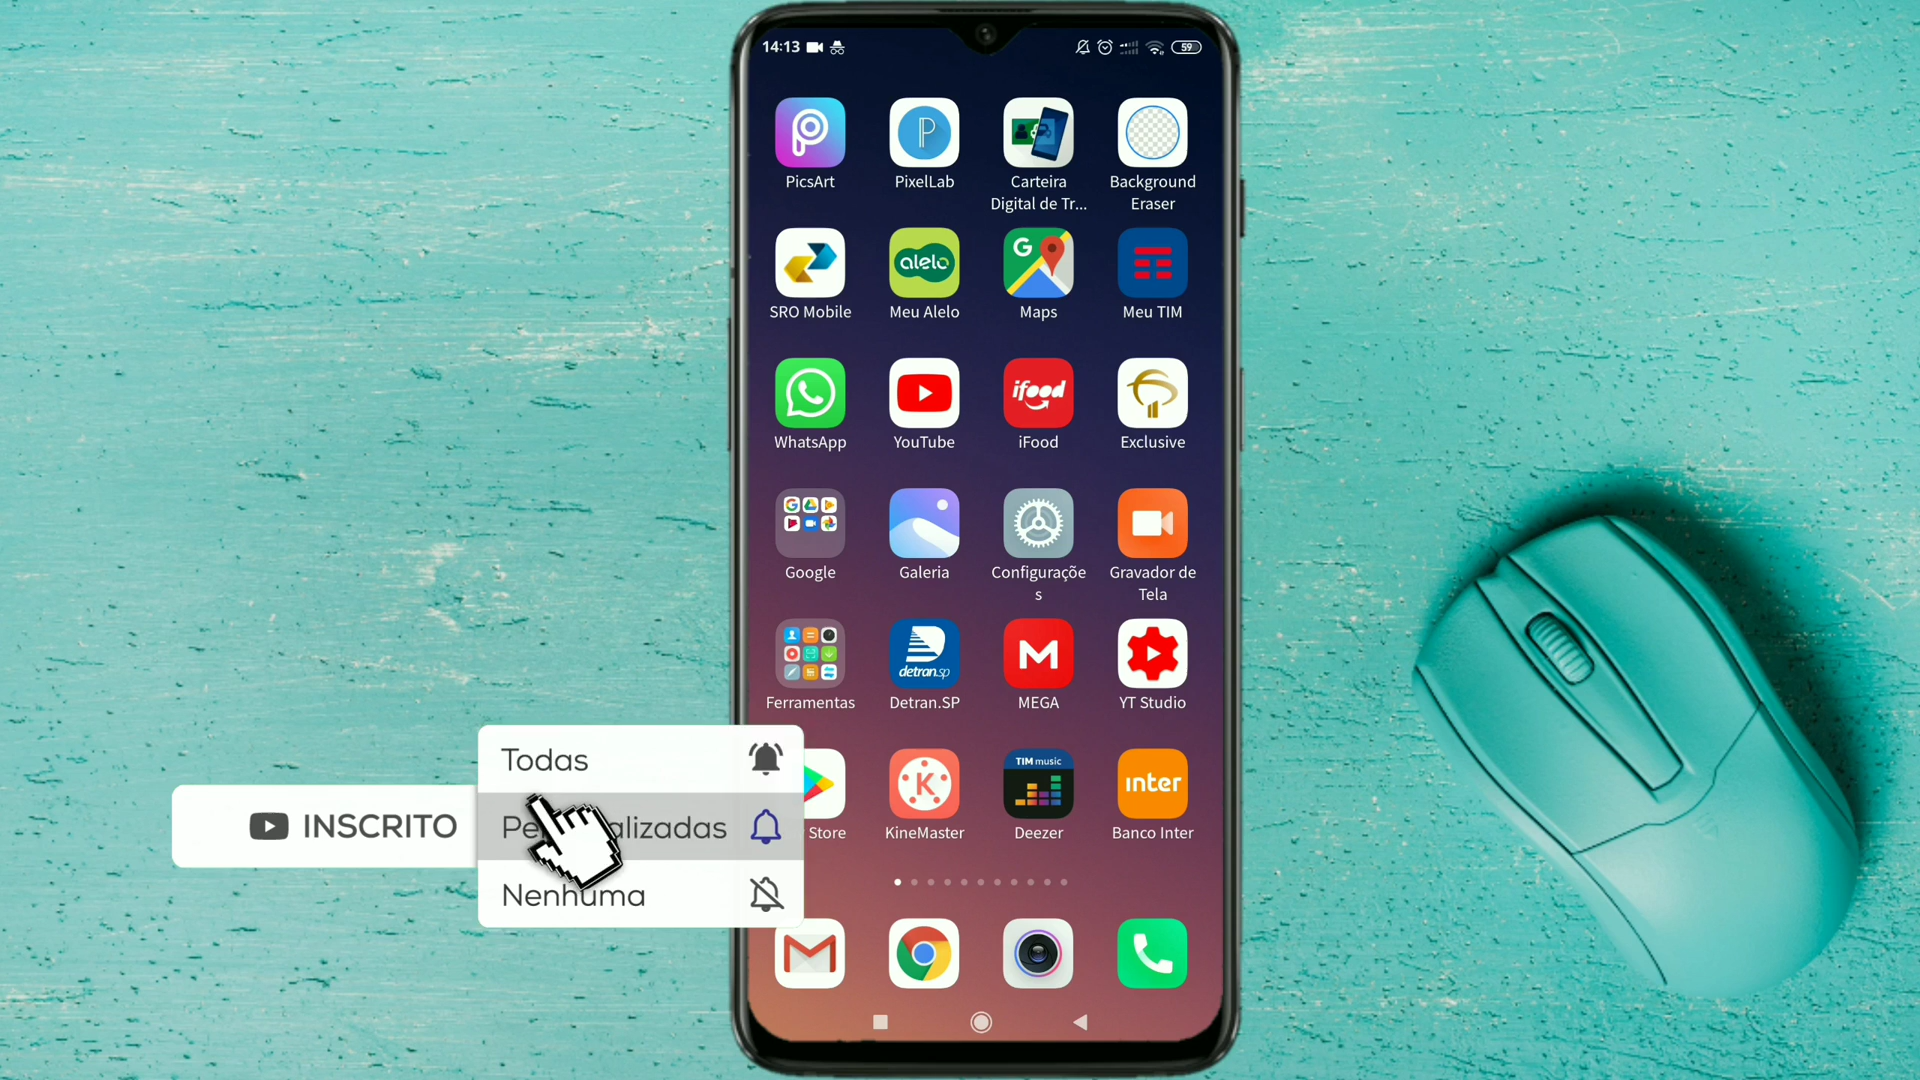 14:13
59
PicsArt
PixelLab
Carteira
Digital de Tr...
Background
Eraser
alelo
SRO Mobile
Meu Alelo
Maps
Meu TIM
ifood
WhatsApp
YouTube
iFood
Exclusive
Google
Galeria
Configuraçõe
s
Gravador de
Tela
detran.sp
Ferramentas
Detran.SP
MEGA
YT Studio
TIM music
inter
Store
KineMaster
Deezer
Banco Inter
INSCRITO
Todas
Nenhuma